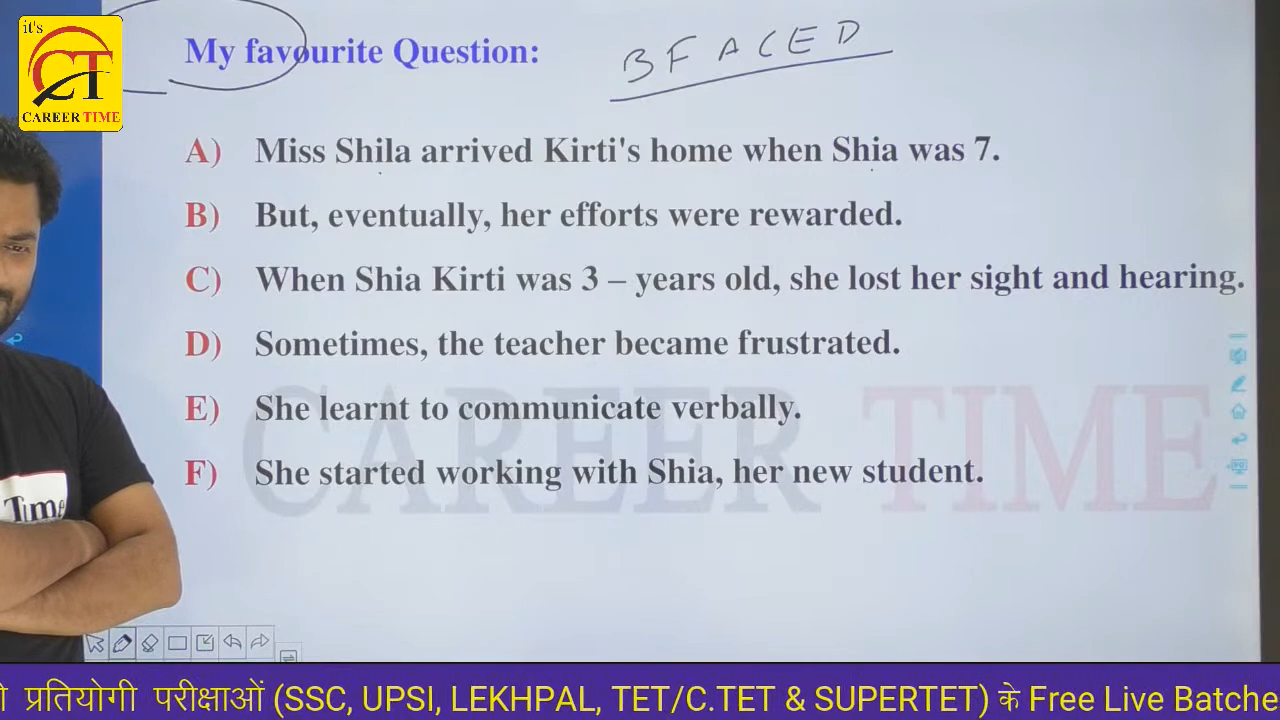 it's
CT
CAREER TIME
My favourite Question:
B F A C E D
A) Miss Shila arrived Kirti's home when Shia was 7.
B) But, eventually, her efforts were rewarded.
C) When Shia Kirti was 3 – years old, she lost her sight and hearing.
D) Sometimes, the teacher became frustrated.
E) She learnt to communicate verbally.
F) She started working with Shia, her new student.
CAREER TIME
Time
प्रतियोगी परीक्षाओं (SSC, UPSI, LEKHPAL, TET/C.TET & SUPERTET) के Free Live Batche